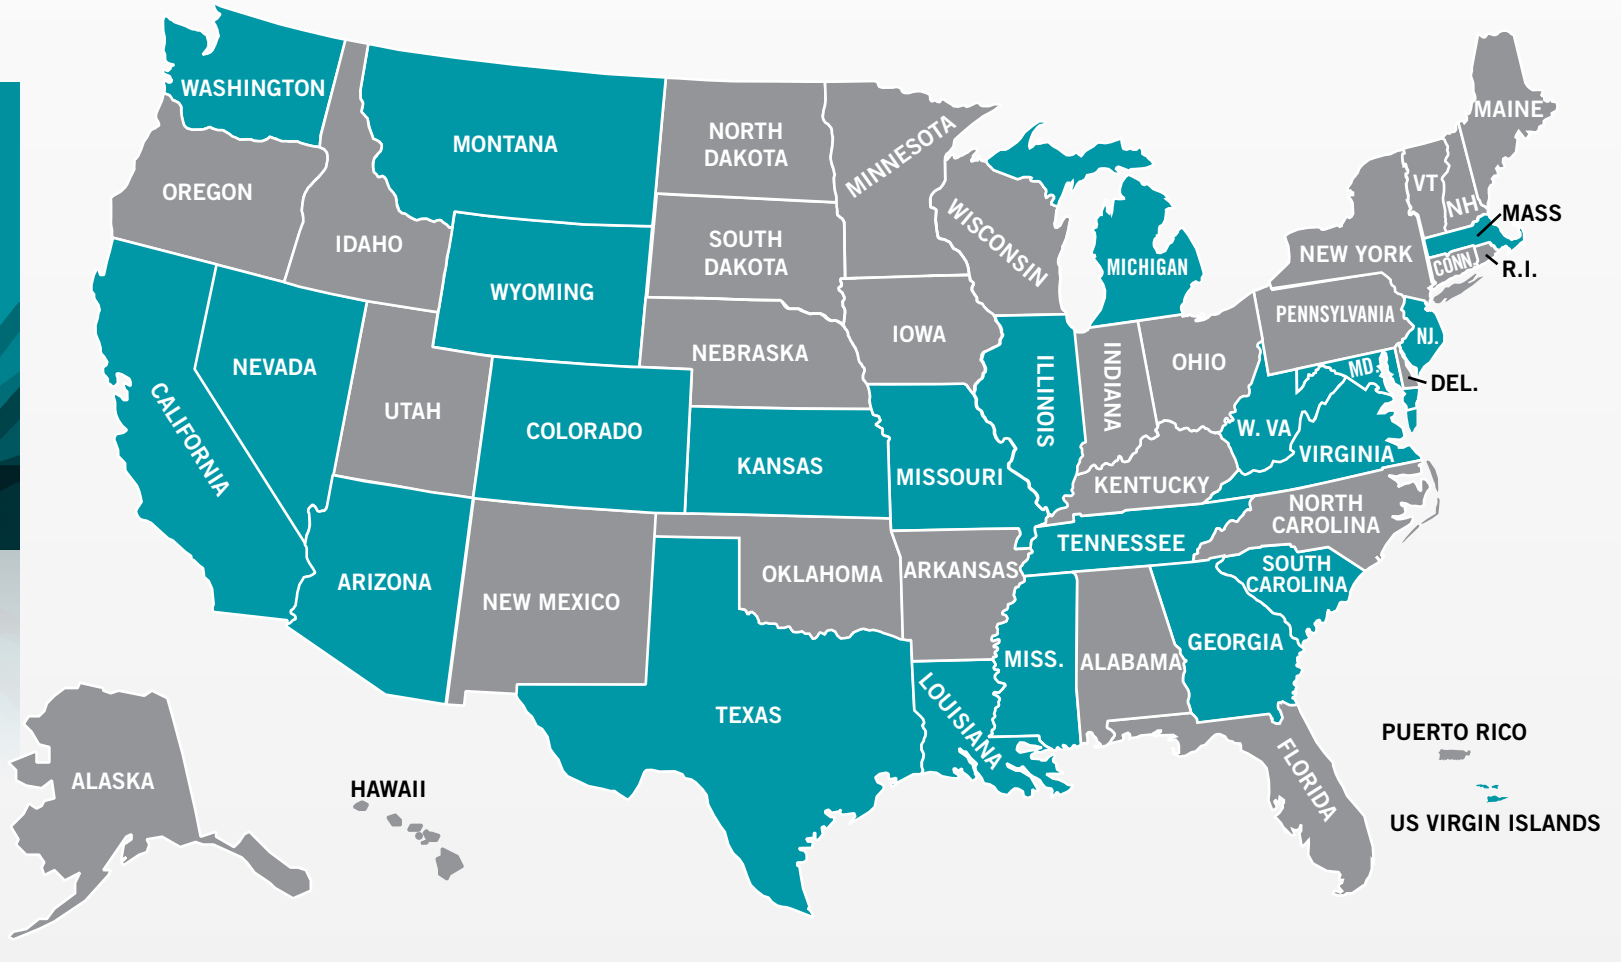 WASHINGTON
MONTANA
NORTH
DAKOTA
MINNESOTA
MAINE
OREGON
IDAHO
VT
NH
MASS
WISCONSIN
SOUTH
DAKOTA
MICHIGAN
NEW YORK
CONN.
R.I.
WYOMING
PENNSYLVANIA
NJ.
IOWA
NEBRASKA
NEVADA
OHIO
MD.
DEL.
INDIANA
ILLINOIS
UTAH
CALIFORNIA
COLORADO
W. VA
VIRGINIA
KANSAS
MISSOURI
KENTUCKY
NORTH
CAROLINA
TENNESSEE
ARIZONA
OKLAHOMA
ARKANSAS
SOUTH
CAROLINA
NEW MEXICO
GEORGIA
MISS.
ALABAMA
TEXAS
LOUISIANA
PUERTO RICO
FLORIDA
ALASKA
HAWAII
US VIRGIN ISLANDS